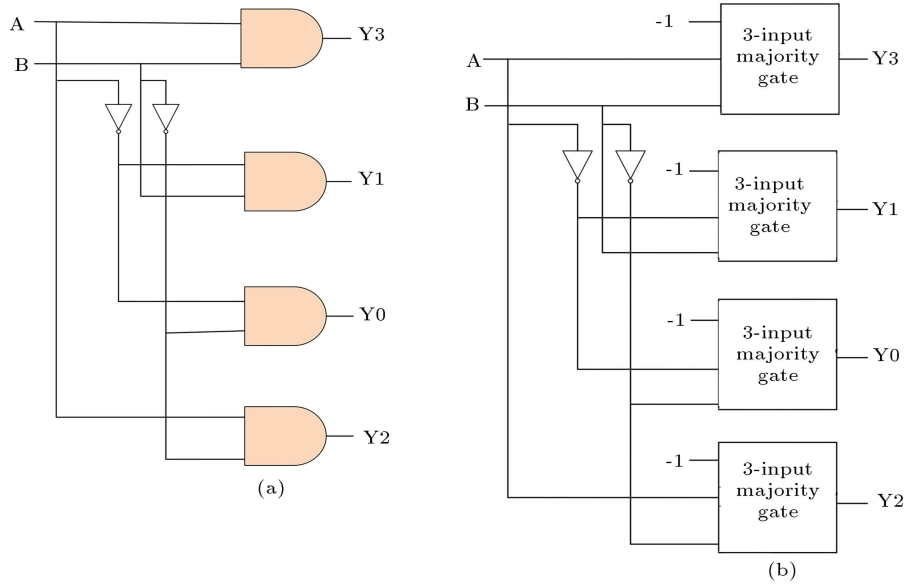 A
B
Y3
Y1
Y0
Y2
(a)
-1
3-input
majority
gate
A
Y3
B
-1
3-input
majority
gate
Y1
-1
3-input
majority
gate
Y0
-1
3-input
majority
gate
Y2
(b)